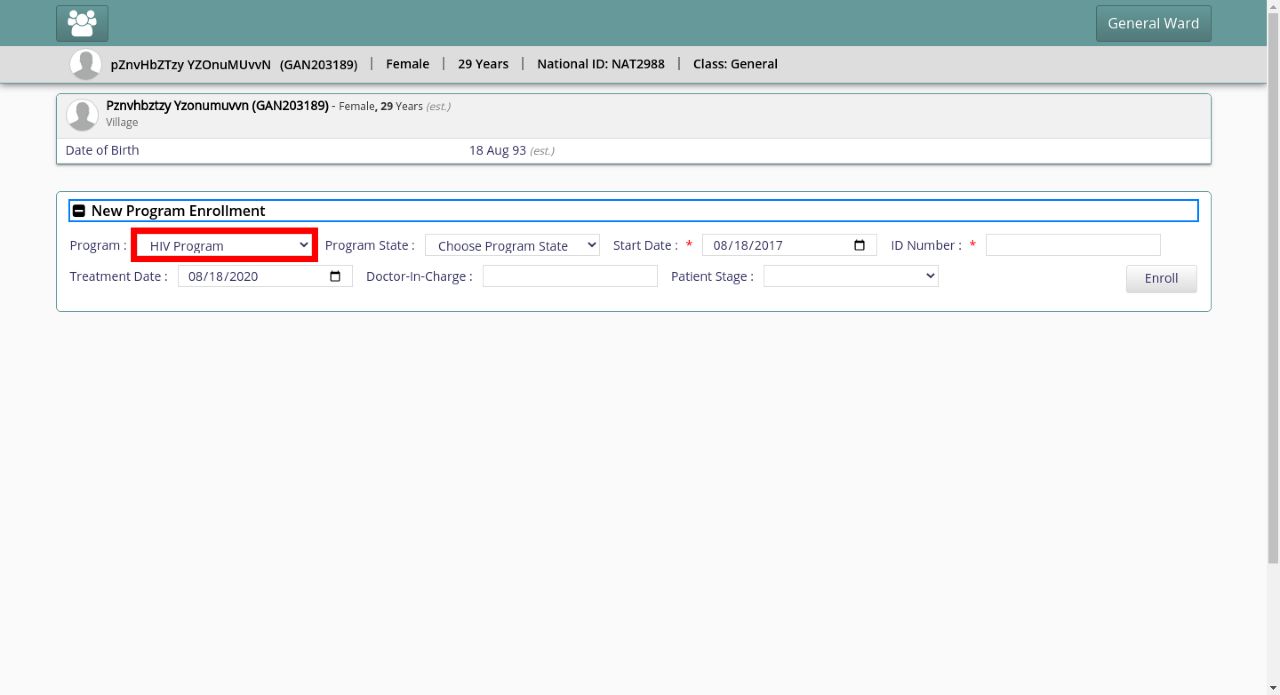 General Ward
pZnvHbZTzy YZOnuMUvvN (GAN203189) | Female | 29 Years | National ID: NAT2988 | Class: General
Pznvhbztzy Yzonumuvvn (GAN203189) - Female, 29 Years (est.)
Village
Date of Birth 18 Aug 93 (est.)
New Program Enrollment
Program : HIV Program Program State : Choose Program State Start Date : * 08/18/2017 ID Number : *
Treatment Date : 08/18/2020 Doctor-In-Charge : Patient Stage : Enroll